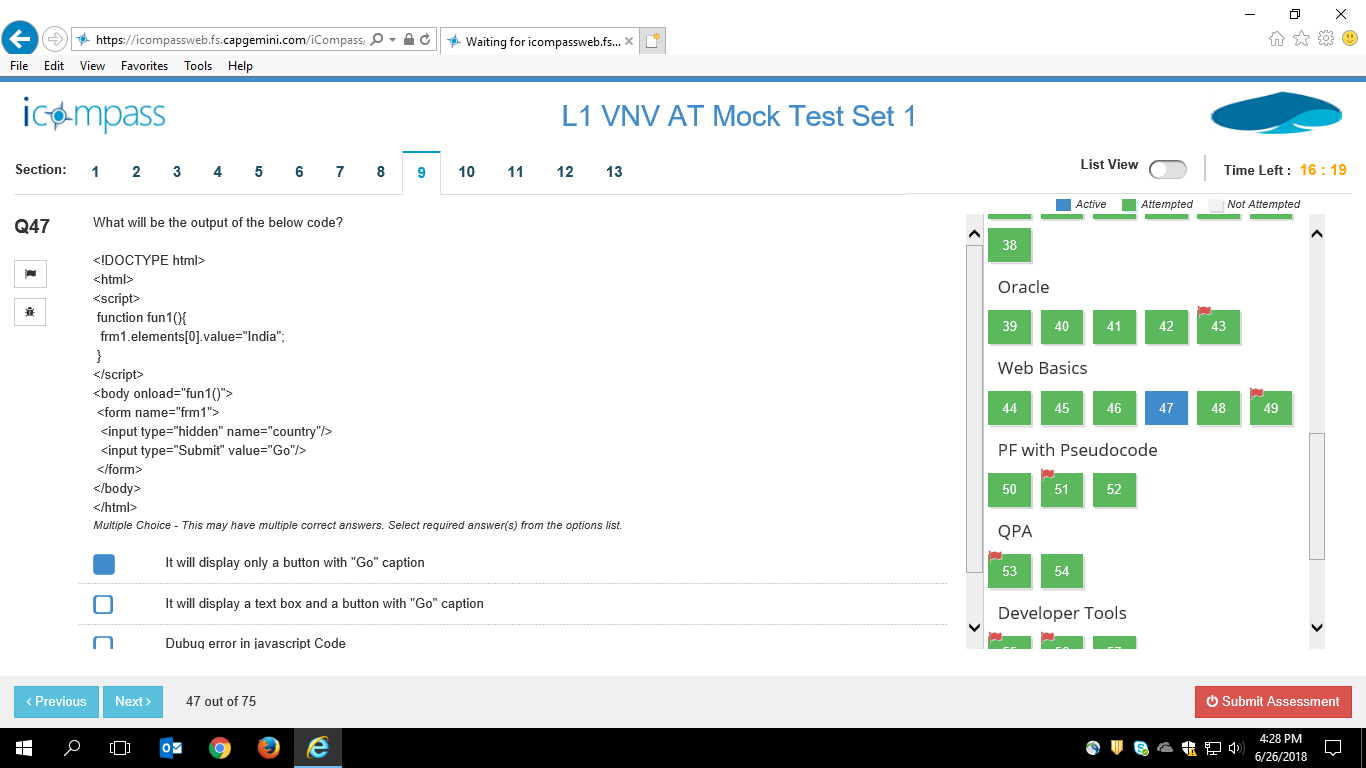 https://icompassweb.fs.capgemini.com/iCompass/
Waiting for icompassweb.fs...
File Edit View Favorites Tools Help
icompass
L1 VNV AT Mock Test Set 1
Section: 1 2 3 4 5 6 7 8 9 10 11 12 13
List View
Time Left : 16 : 19
Active Attempted Not Attempted
Q47
What will be the output of the below code?
<!DOCTYPE html>
<html>
<script>
function fun1(){
frm1.elements[0].value="India";
}
</script>
<body onload="fun1()">
<form name="frm1">
<input type="hidden" name="country"/>
<input type="Submit" value="Go"/>
</form>
</body>
</html>
Multiple Choice - This may have multiple correct answers. Select required answer(s) from the options list.
It will display only a button with "Go" caption
It will display a text box and a button with "Go" caption
Dubug error in javascript Code
38
Oracle
39 40 41 42 43
Web Basics
44 45 46 47 48 49
PF with Pseudocode
50 51 52
QPA
53 54
Developer Tools
55 56 57
< Previous Next > 47 out of 75
Submit Assessment
4:28 PM
6/26/2018